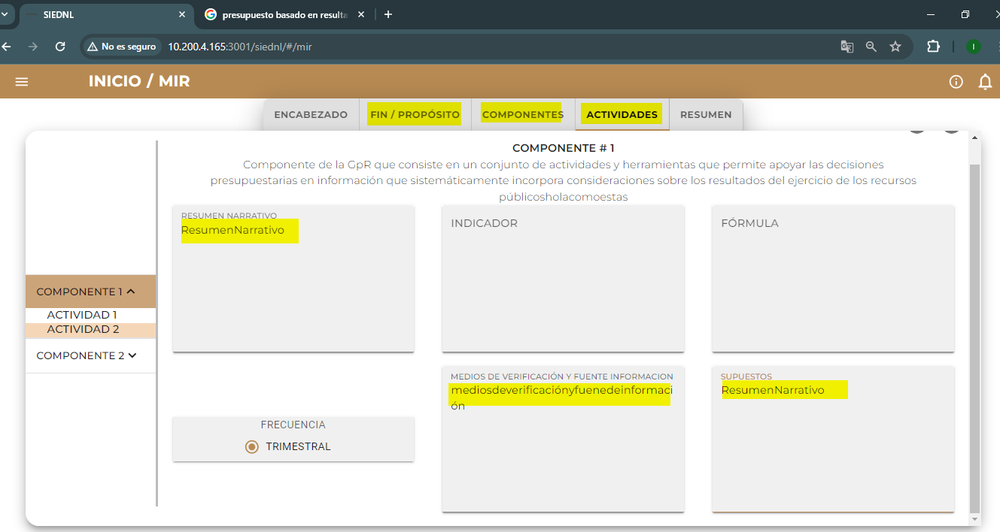 SIEDNL
presupuesto basado en resulta
No es seguro
10.200.4.165:3001/siednl/#/mir
I
INICIO / MIR
ENCABEZADO
FIN / PROPÓSITO
COMPONENTES
ACTIVIDADES
RESUMEN
COMPONENTE # 1
Componente de la GpR que consiste en un conjunto de actividades y herramientas que permite apoyar las decisiones
presupuestarias en información que sistemáticamente incorpora consideraciones sobre los resultados del ejercicio de los recursos
públicosholacomoestas
COMPONENTE 1
ACTIVIDAD 1
ACTIVIDAD 2
COMPONENTE 2
RESUMEN NARRATIVO
ResumenNarrativo
INDICADOR
FÓRMULA
FRECUENCIA
TRIMESTRAL
MEDIOS DE VERIFICACIÓN Y FUENTE INFORMACION
mediosdeverificaciónyfuenedeinformaci
ón
SUPUESTOS
ResumenNarrativo